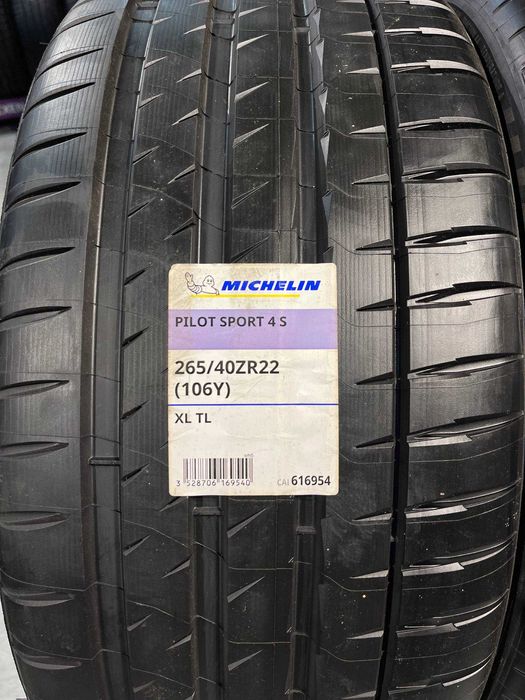 MICHELIN
PILOT SPORT 4 S
265/40ZR22
(106Y)
XL TL
3 528706 169540
CAI 616954